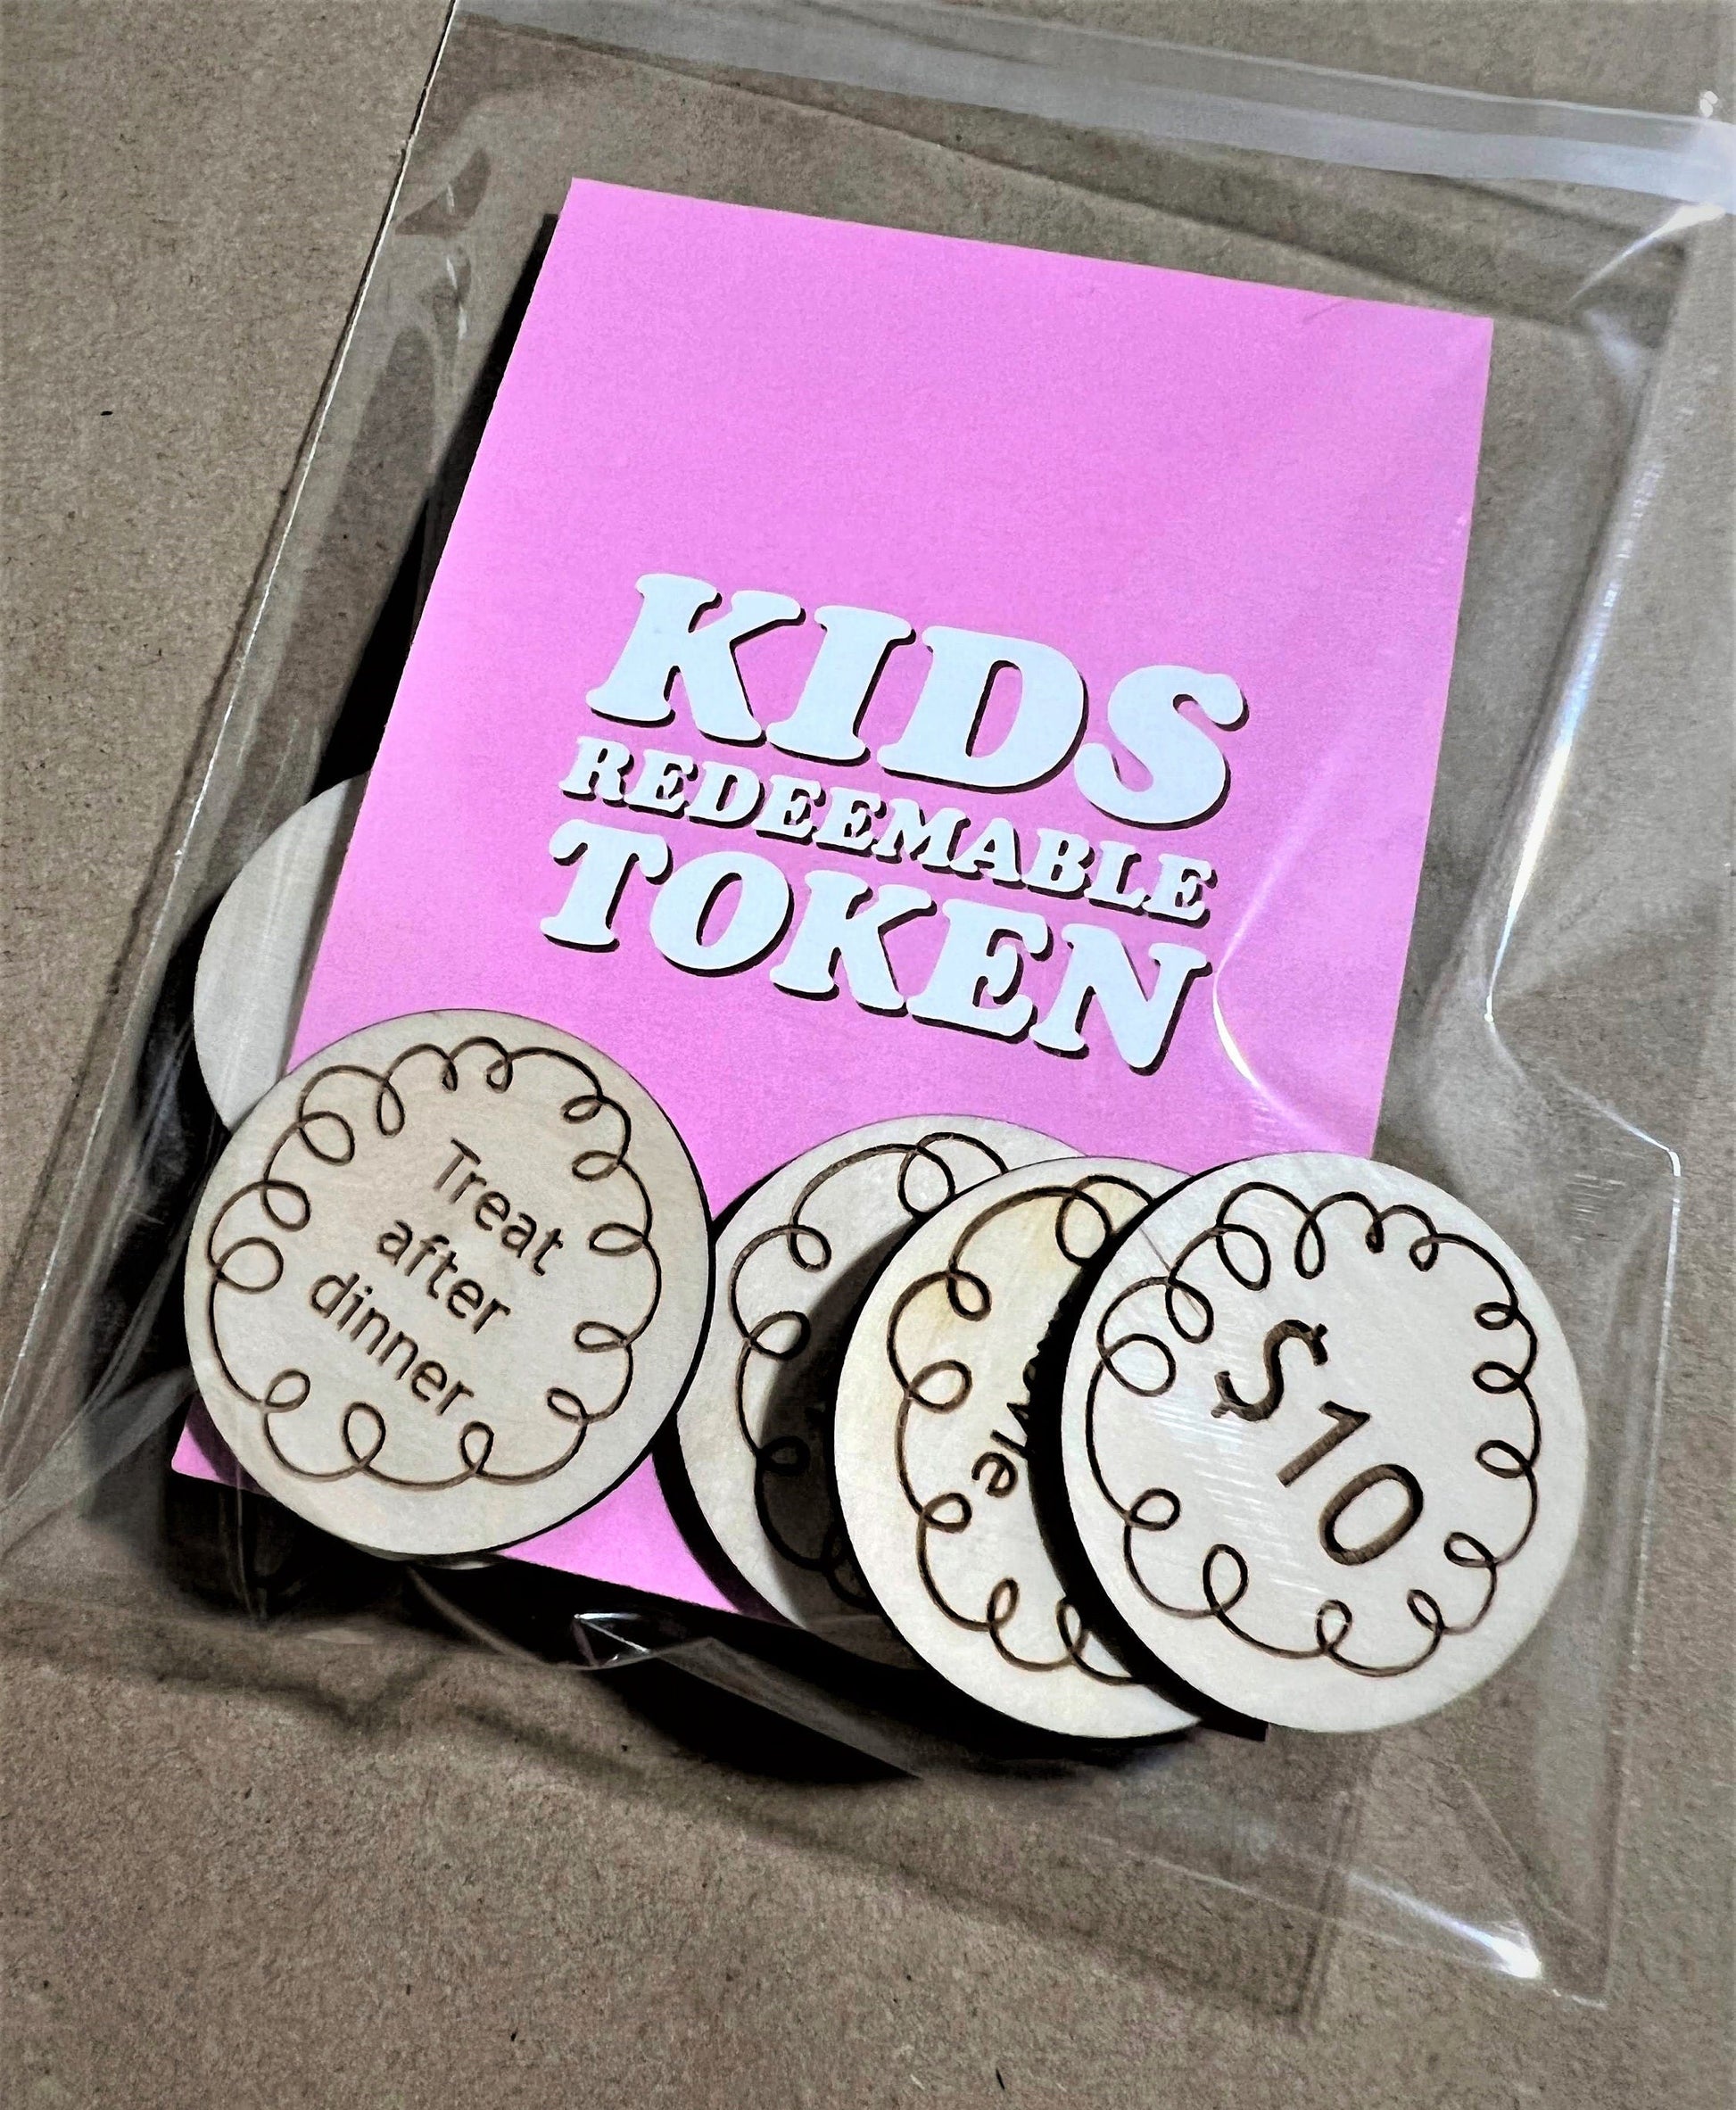 KIDS
REDEEMABLE
TOKEN
Treat
after
dinner
$10